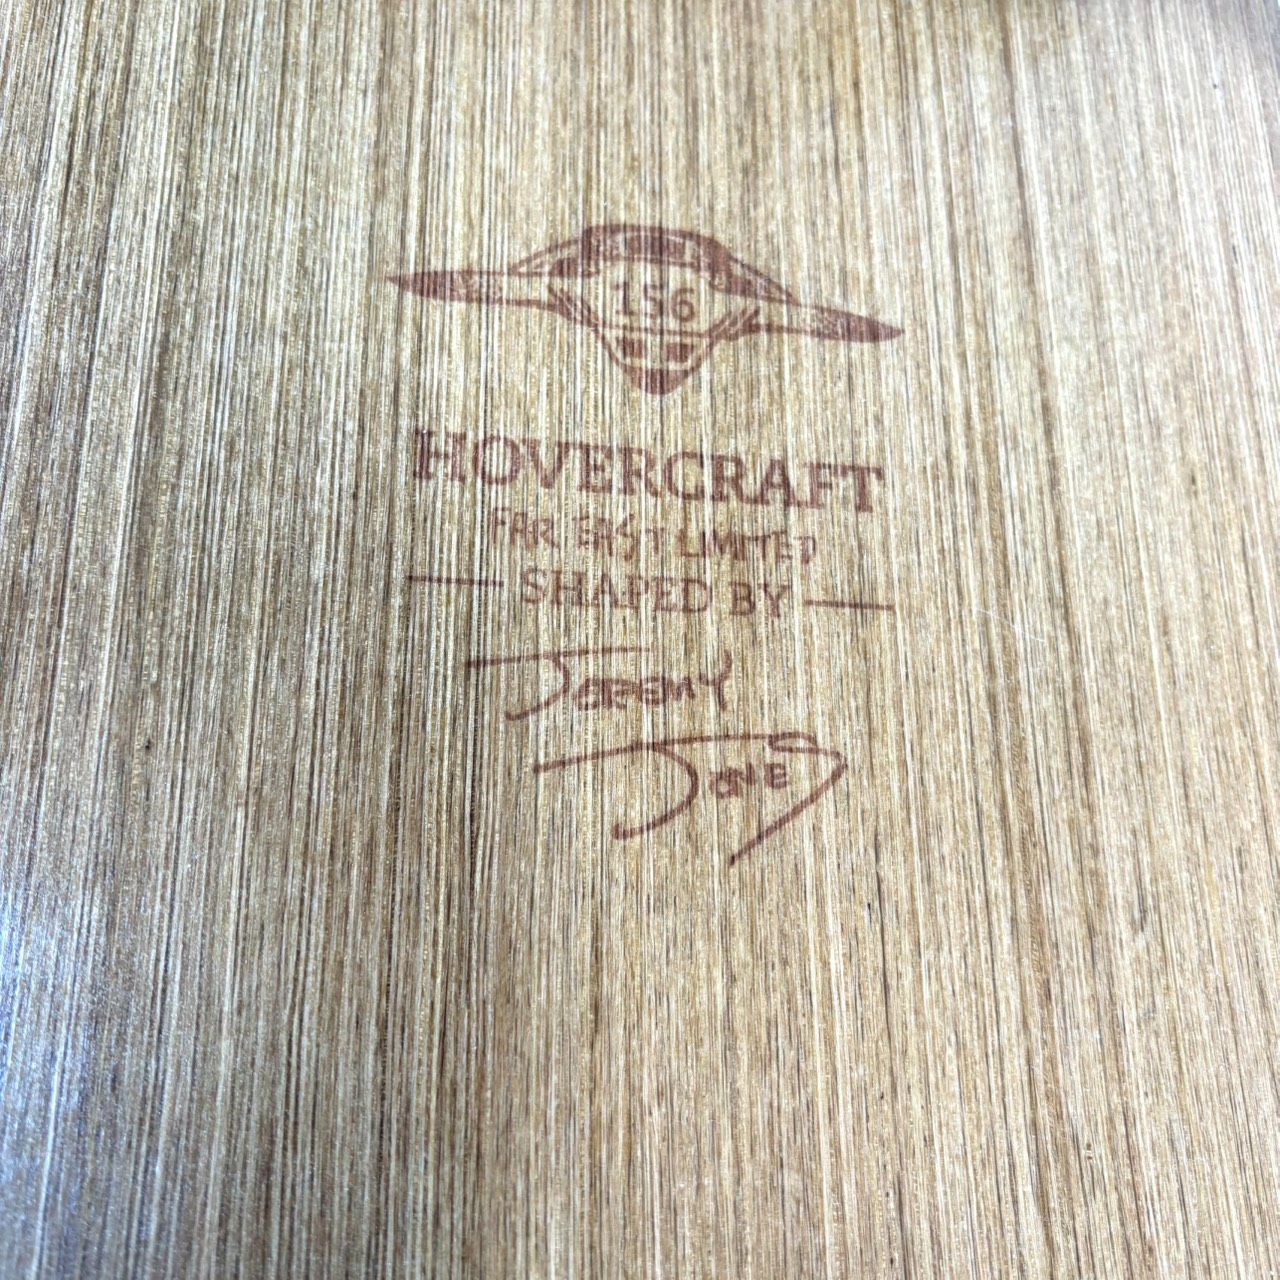 156
HOVERCRAFT
FAR EAST LIMITED
SHAPED BY
JEREMY
JONES